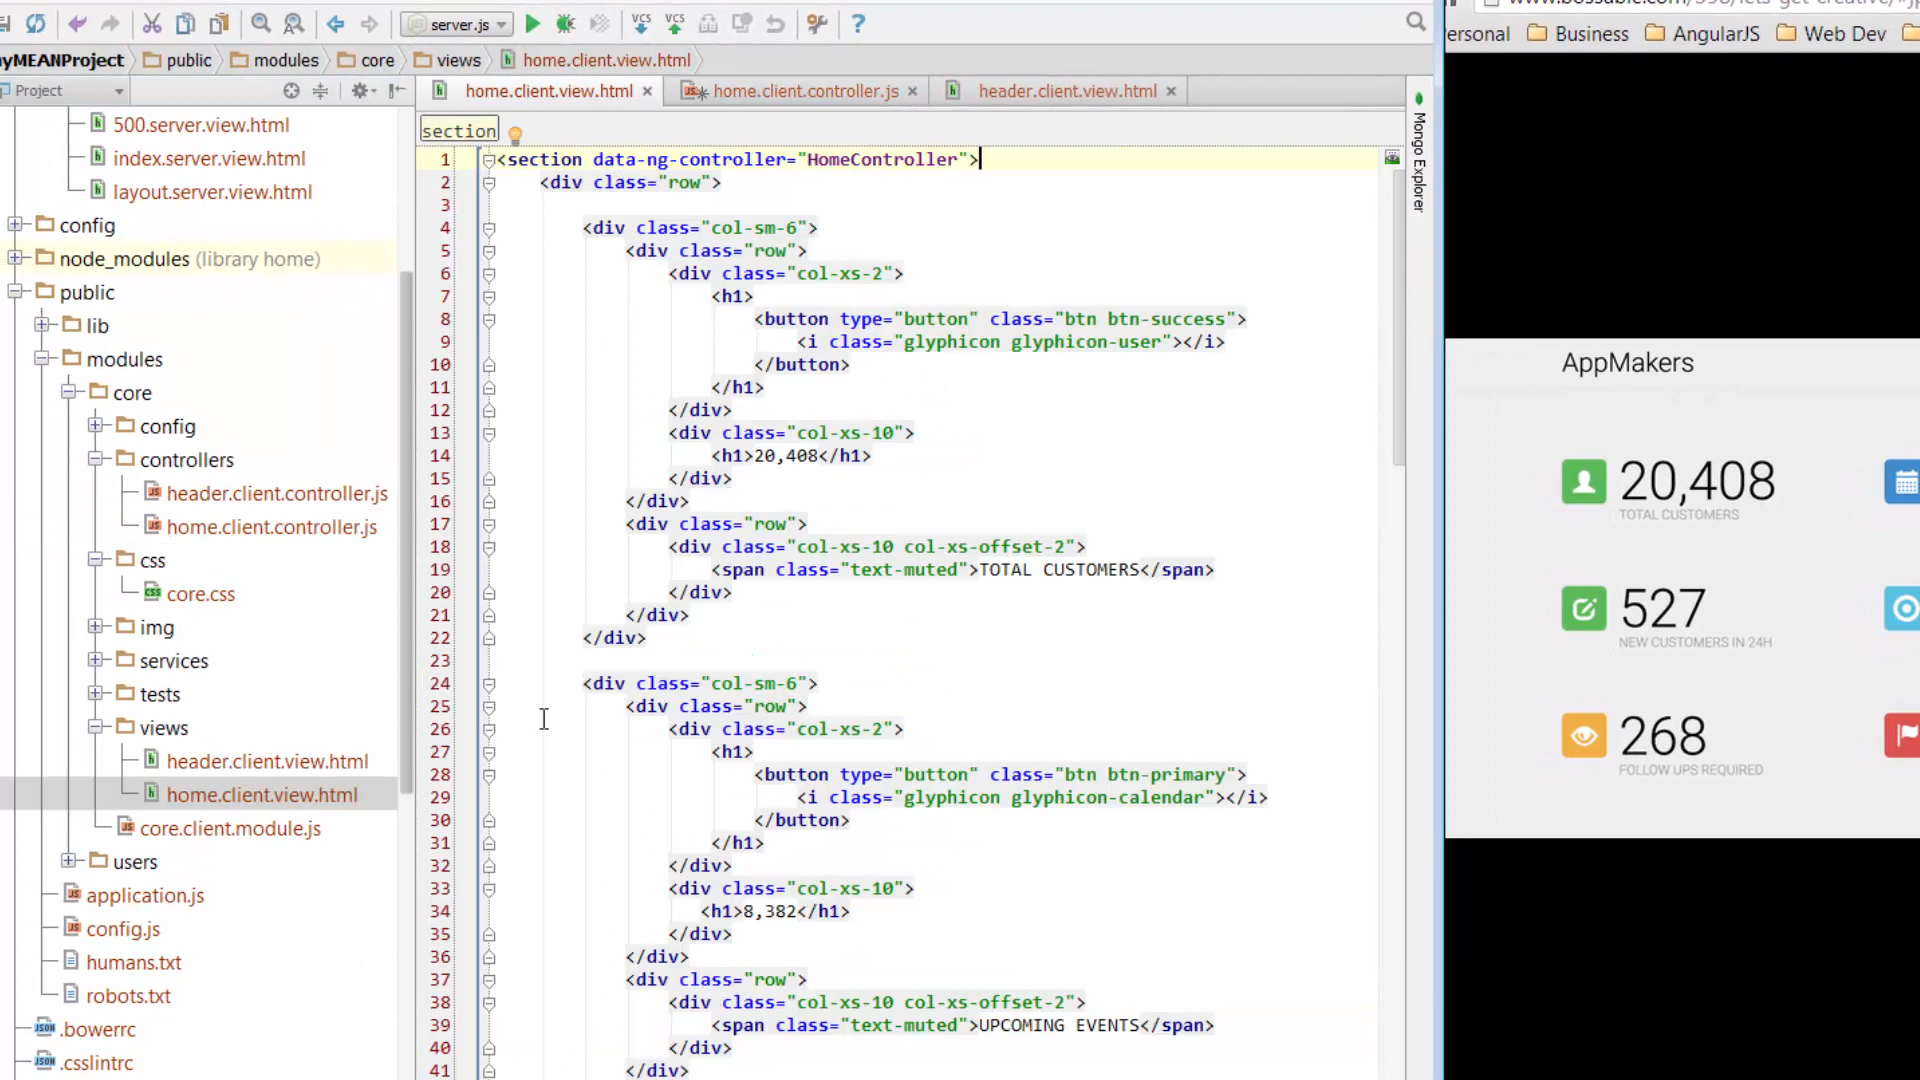 server.js
VCS
VCS
?
www.bossable.com/398/lets-get-creative/
ersonal
Business
AngularJS
Web Dev
yMEANProject
public
modules
core
views
home.client.view.html
Project
home.client.view.html
home.client.controller.js
header.client.view.html
500.server.view.html
index.server.view.html
layout.server.view.html
config
node_modules (library home)
public
lib
modules
core
config
controllers
header.client.controller.js
home.client.controller.js
css
core.css
img
services
tests
views
header.client.view.html
home.client.view.html
core.client.module.js
users
application.js
config.js
humans.txt
robots.txt
.bowerrc
.csslintrc
section
1 <section data-ng-controller="HomeController">
2 <div class="row">
3
4 <div class="col-sm-6">
5 <div class="row">
6 <div class="col-xs-2">
7 <h1>
8 <button type="button" class="btn btn-success">
9 <i class="glyphicon glyphicon-user"></i>
10 </button>
11 </h1>
12 </div>
13 <div class="col-xs-10">
14 <h1>20,408</h1>
15 </div>
16 </div>
17 <div class="row">
18 <div class="col-xs-10 col-xs-offset-2">
19 <span class="text-muted">TOTAL CUSTOMERS</span>
20 </div>
21 </div>
22 </div>
23
24 <div class="col-sm-6">
25 <div class="row">
26 <div class="col-xs-2">
27 <h1>
28 <button type="button" class="btn btn-primary">
29 <i class="glyphicon glyphicon-calendar"></i>
30 </button>
31 </h1>
32 </div>
33 <div class="col-xs-10">
34 <h1>8,382</h1>
35 </div>
36 </div>
37 <div class="row">
38 <div class="col-xs-10 col-xs-offset-2">
39 <span class="text-muted">UPCOMING EVENTS</span>
40 </div>
41 </div>
Mongo Explorer
AppMakers
20,408
TOTAL CUSTOMERS
527
NEW CUSTOMERS IN 24H
268
FOLLOW UPS REQUIRED